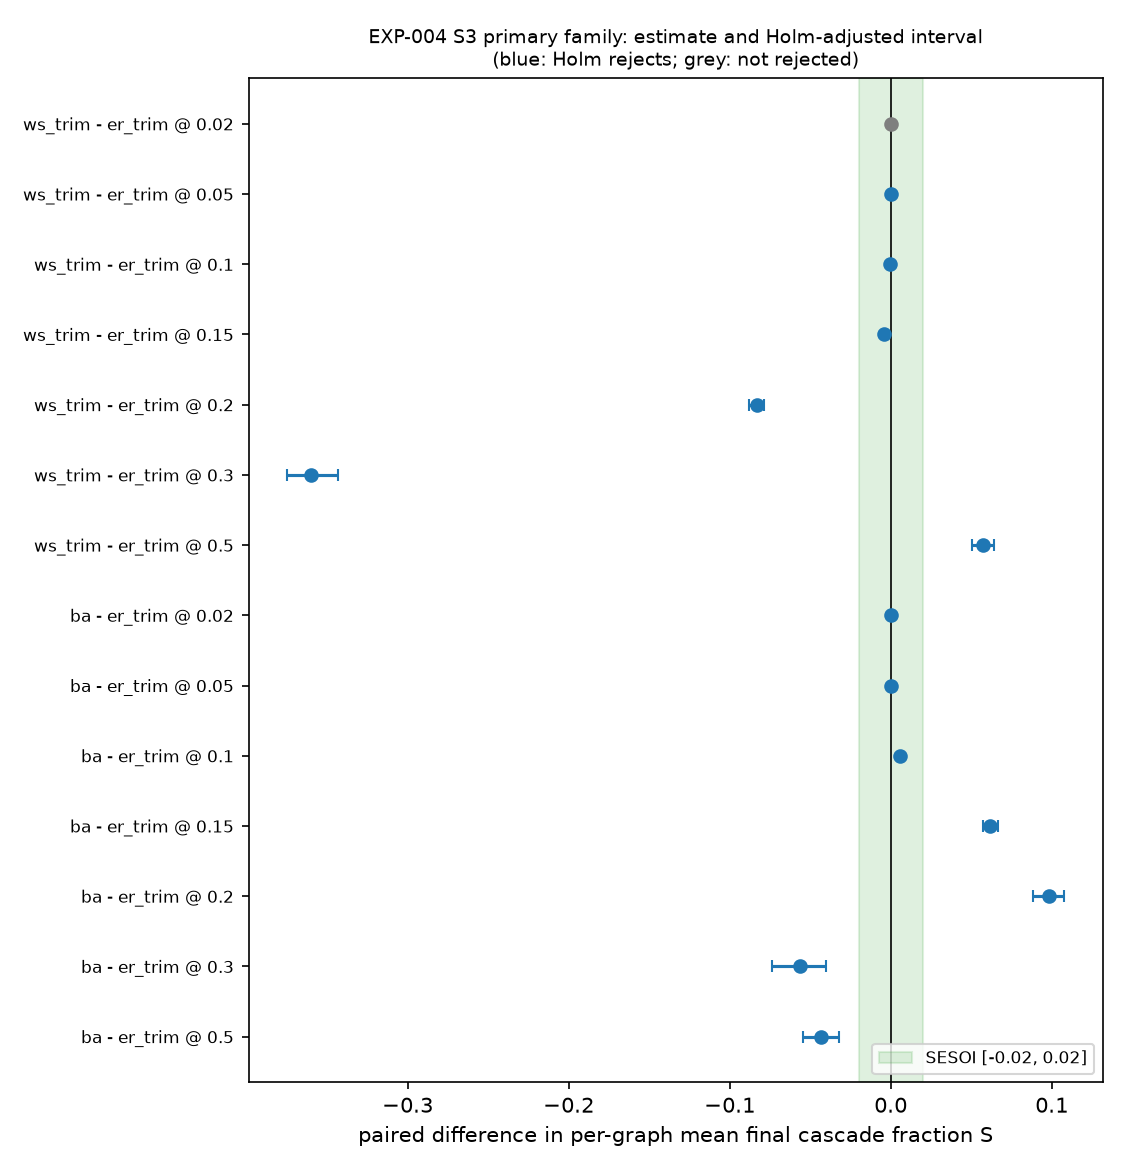 EXP-004 S3 primary family: estimate and Holm-adjusted interval
(blue: Holm rejects; grey: not rejected)
ws_trim - er_trim @ 0.02
ws_trim - er_trim @ 0.05
ws_trim - er_trim @ 0.1
ws_trim - er_trim @ 0.15
ws_trim - er_trim @ 0.2
ws_trim - er_trim @ 0.3
ws_trim - er_trim @ 0.5
ba - er_trim @ 0.02
ba - er_trim @ 0.05
ba - er_trim @ 0.1
ba - er_trim @ 0.15
ba - er_trim @ 0.2
ba - er_trim @ 0.3
ba - er_trim @ 0.5
SESOI [-0.02, 0.02]
−0.3 −0.2 −0.1 0.0 0.1
paired difference in per-graph mean final cascade fraction S